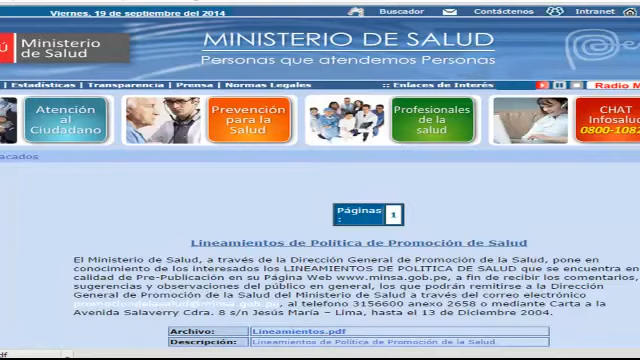 Viernes, 19 de septiembre del 2014
Buscador
Contáctenos
Intranet
Ministerio
de Salud
MINISTERIO DE SALUD
Personas que atendemos Personas
| Estadísticas | Transparencia | Prensa | Normas Legales
:: Enlaces de Interés
Radio M
Atención
al
Ciudadano
Prevención
para la
Salud
Profesionales
de la
salud
CHAT
Infosalud
0800-1082
acados
Páginas
:
1
Lineamientos de Política de Promoción de Salud
El Ministerio de Salud, a través de la Dirección General de Promoción de la Salud, pone en
conocimiento de los interesados los LINEAMIENTOS DE POLITICA DE SALUD que se encuentra en
calidad de Pre-Publicación en su Página Web www.minsa.gob.pe, a fin de recibir los comentarios,
sugerencias y observaciones del público en general, los que podrán remitirse a la Dirección
General de Promoción de la Salud del Ministerio de Salud a través del correo electrónico
promociondelasalud@minsa.gob.pe, al teléfono 3156600 anexo 2658 o mediante Carta a la
Avenida Salaverry Cdra. 8 s/n Jesús María – Lima, hasta el 13 de Diciembre 2004.
Archivo:
Lineamientos.pdf
Descripción:
Lineamientos de Política de Promoción de Salud
df